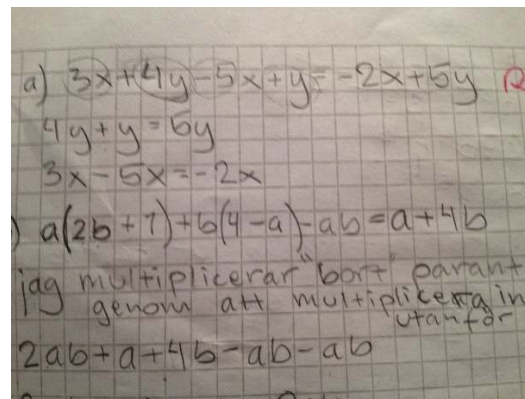 a) 3x+4y-5x+y=-2x+5y R
4y+y=5y
3x-5x=-2x
) a(2b+1)+b(4-a)-ab=a+4b
jag multiplicerar "bort" parant
genom att multiplicera in
utanför
2ab+a+4b-ab-ab